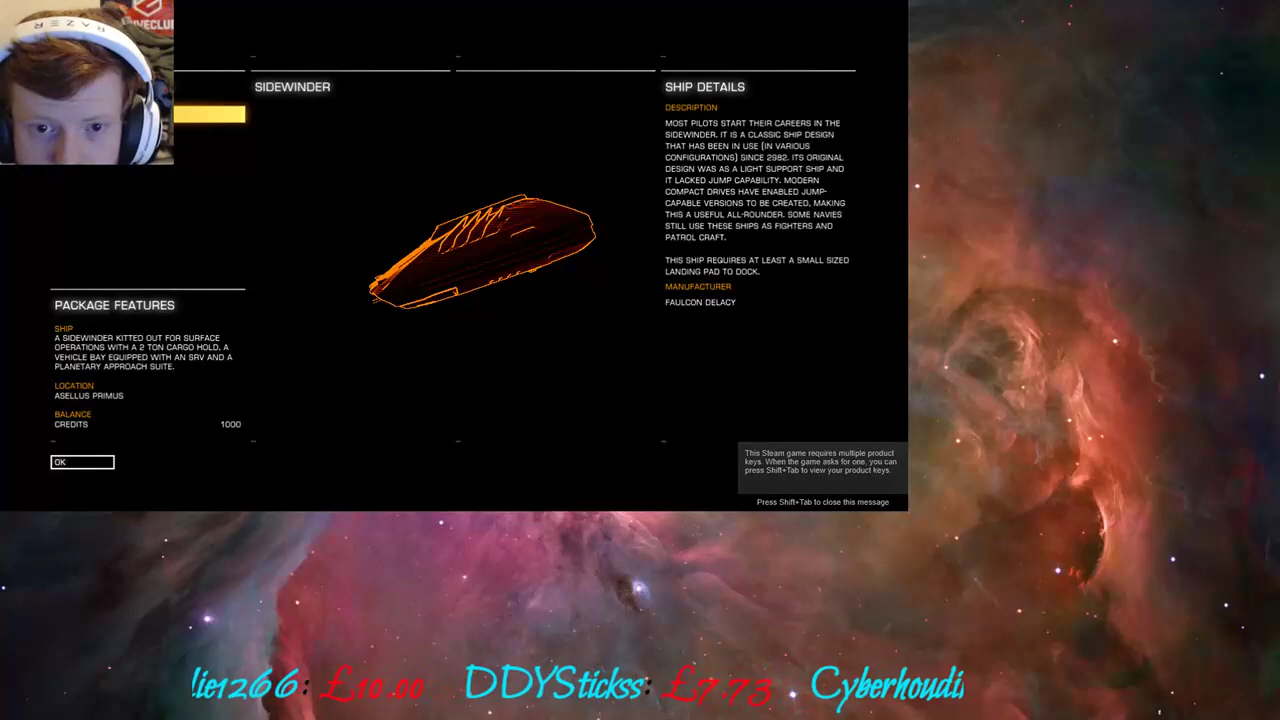 RAZER
SIDEWINDER
SHIP DETAILS
DESCRIPTION
MOST PILOTS START THEIR CAREERS IN THE
SIDEWINDER. IT IS A CLASSIC SHIP DESIGN
THAT HAS BEEN IN USE (IN VARIOUS
CONFIGURATIONS) SINCE 2982. ITS ORIGINAL
DESIGN WAS AS A LIGHT SUPPORT SHIP AND
IT LACKED JUMP CAPABILITY. MODERN
COMPACT DRIVES HAVE ENABLED JUMP-
CAPABLE VERSIONS TO BE CREATED, MAKING
THIS A USEFUL ALL-ROUNDER. SOME NAVIES
STILL USE THESE SHIPS AS FIGHTERS AND
PATROL CRAFT.
THIS SHIP REQUIRES AT LEAST A SMALL SIZED
LANDING PAD TO DOCK.
MANUFACTURER
FAULCON DELACY
PACKAGE FEATURES
SHIP
A SIDEWINDER KITTED OUT FOR SURFACE
OPERATIONS WITH A 2 TON CARGO HOLD, A
VEHICLE BAY EQUIPPED WITH AN SRV AND A
PLANETARY APPROACH SUITE.
LOCATION
ASELLUS PRIMUS
BALANCE
CREDITS 1000
OK
This Steam game requires multiple product
keys. When the game asks for one, you can
press Shift+Tab to view your product keys.
Press Shift+Tab to close this message
lie1266: £10.00 DDYStickss: £7.73 Cyberhoudi